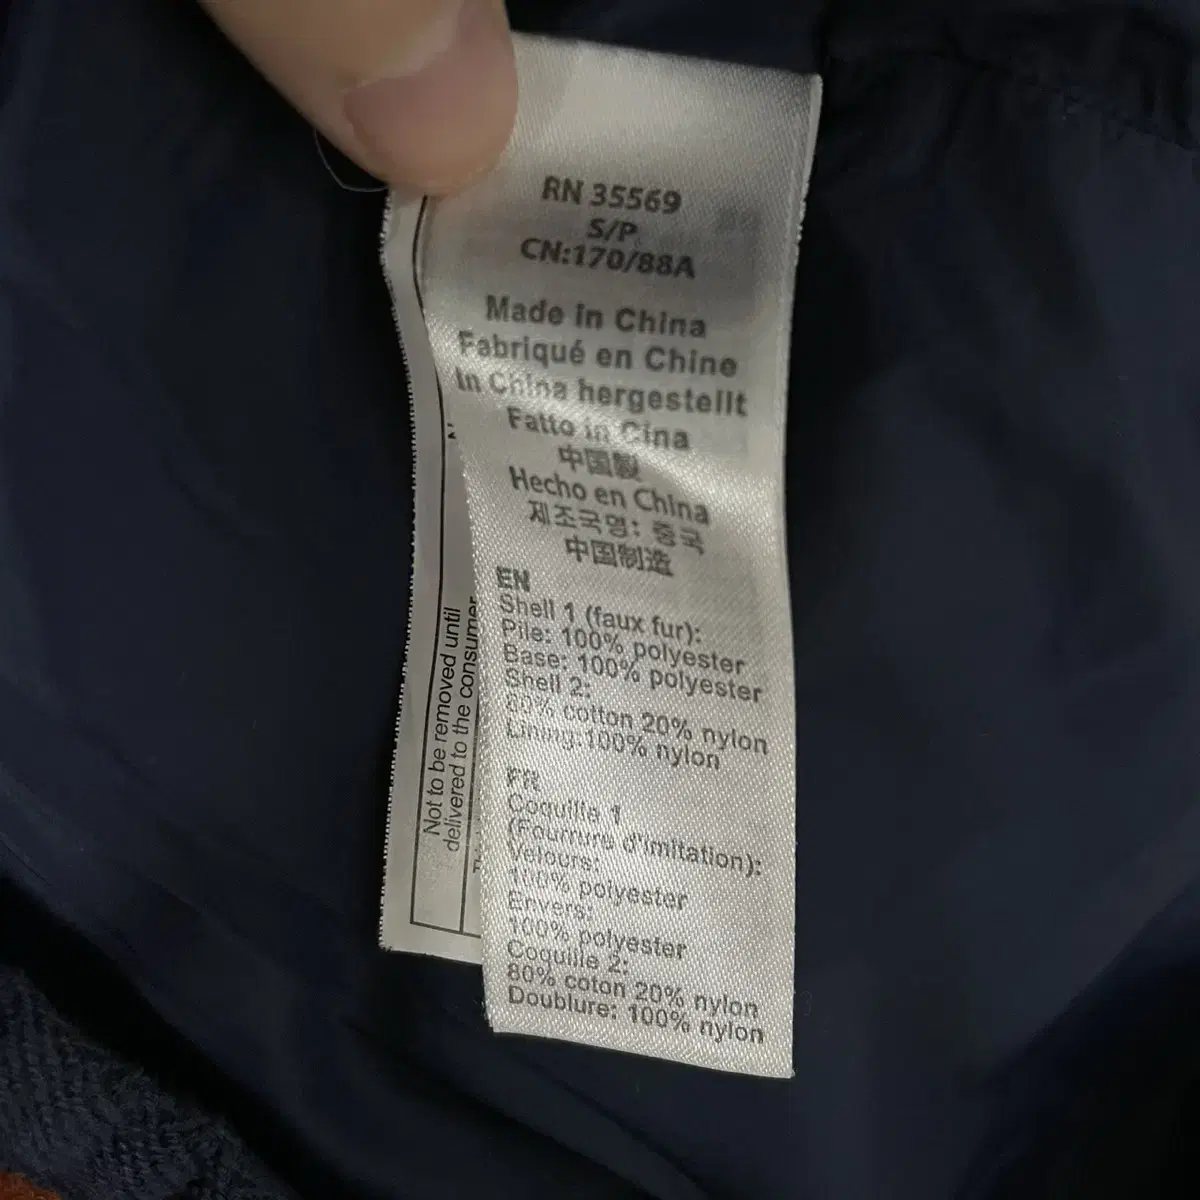 RN 35569
S/P
CN:170/88A
Made in China
Fabriqué en Chine
In China hergestellt
Fatto in Cina
中国製
Hecho en China
제조국명: 중국
中国制造
EN
Shell 1 (faux fur):
Pile: 100% polyester
Base: 100% polyester
Shell 2:
80% cotton 20% nylon
Lining:100% nylon
FR
Coquille 1
(Fourrure d'imitation):
Velours:
100% polyester
Envers:
100% polyester
Coquille 2:
80% coton 20% nylon
Doublure: 100% nylon
Not to be removed until
delivered to the consumer